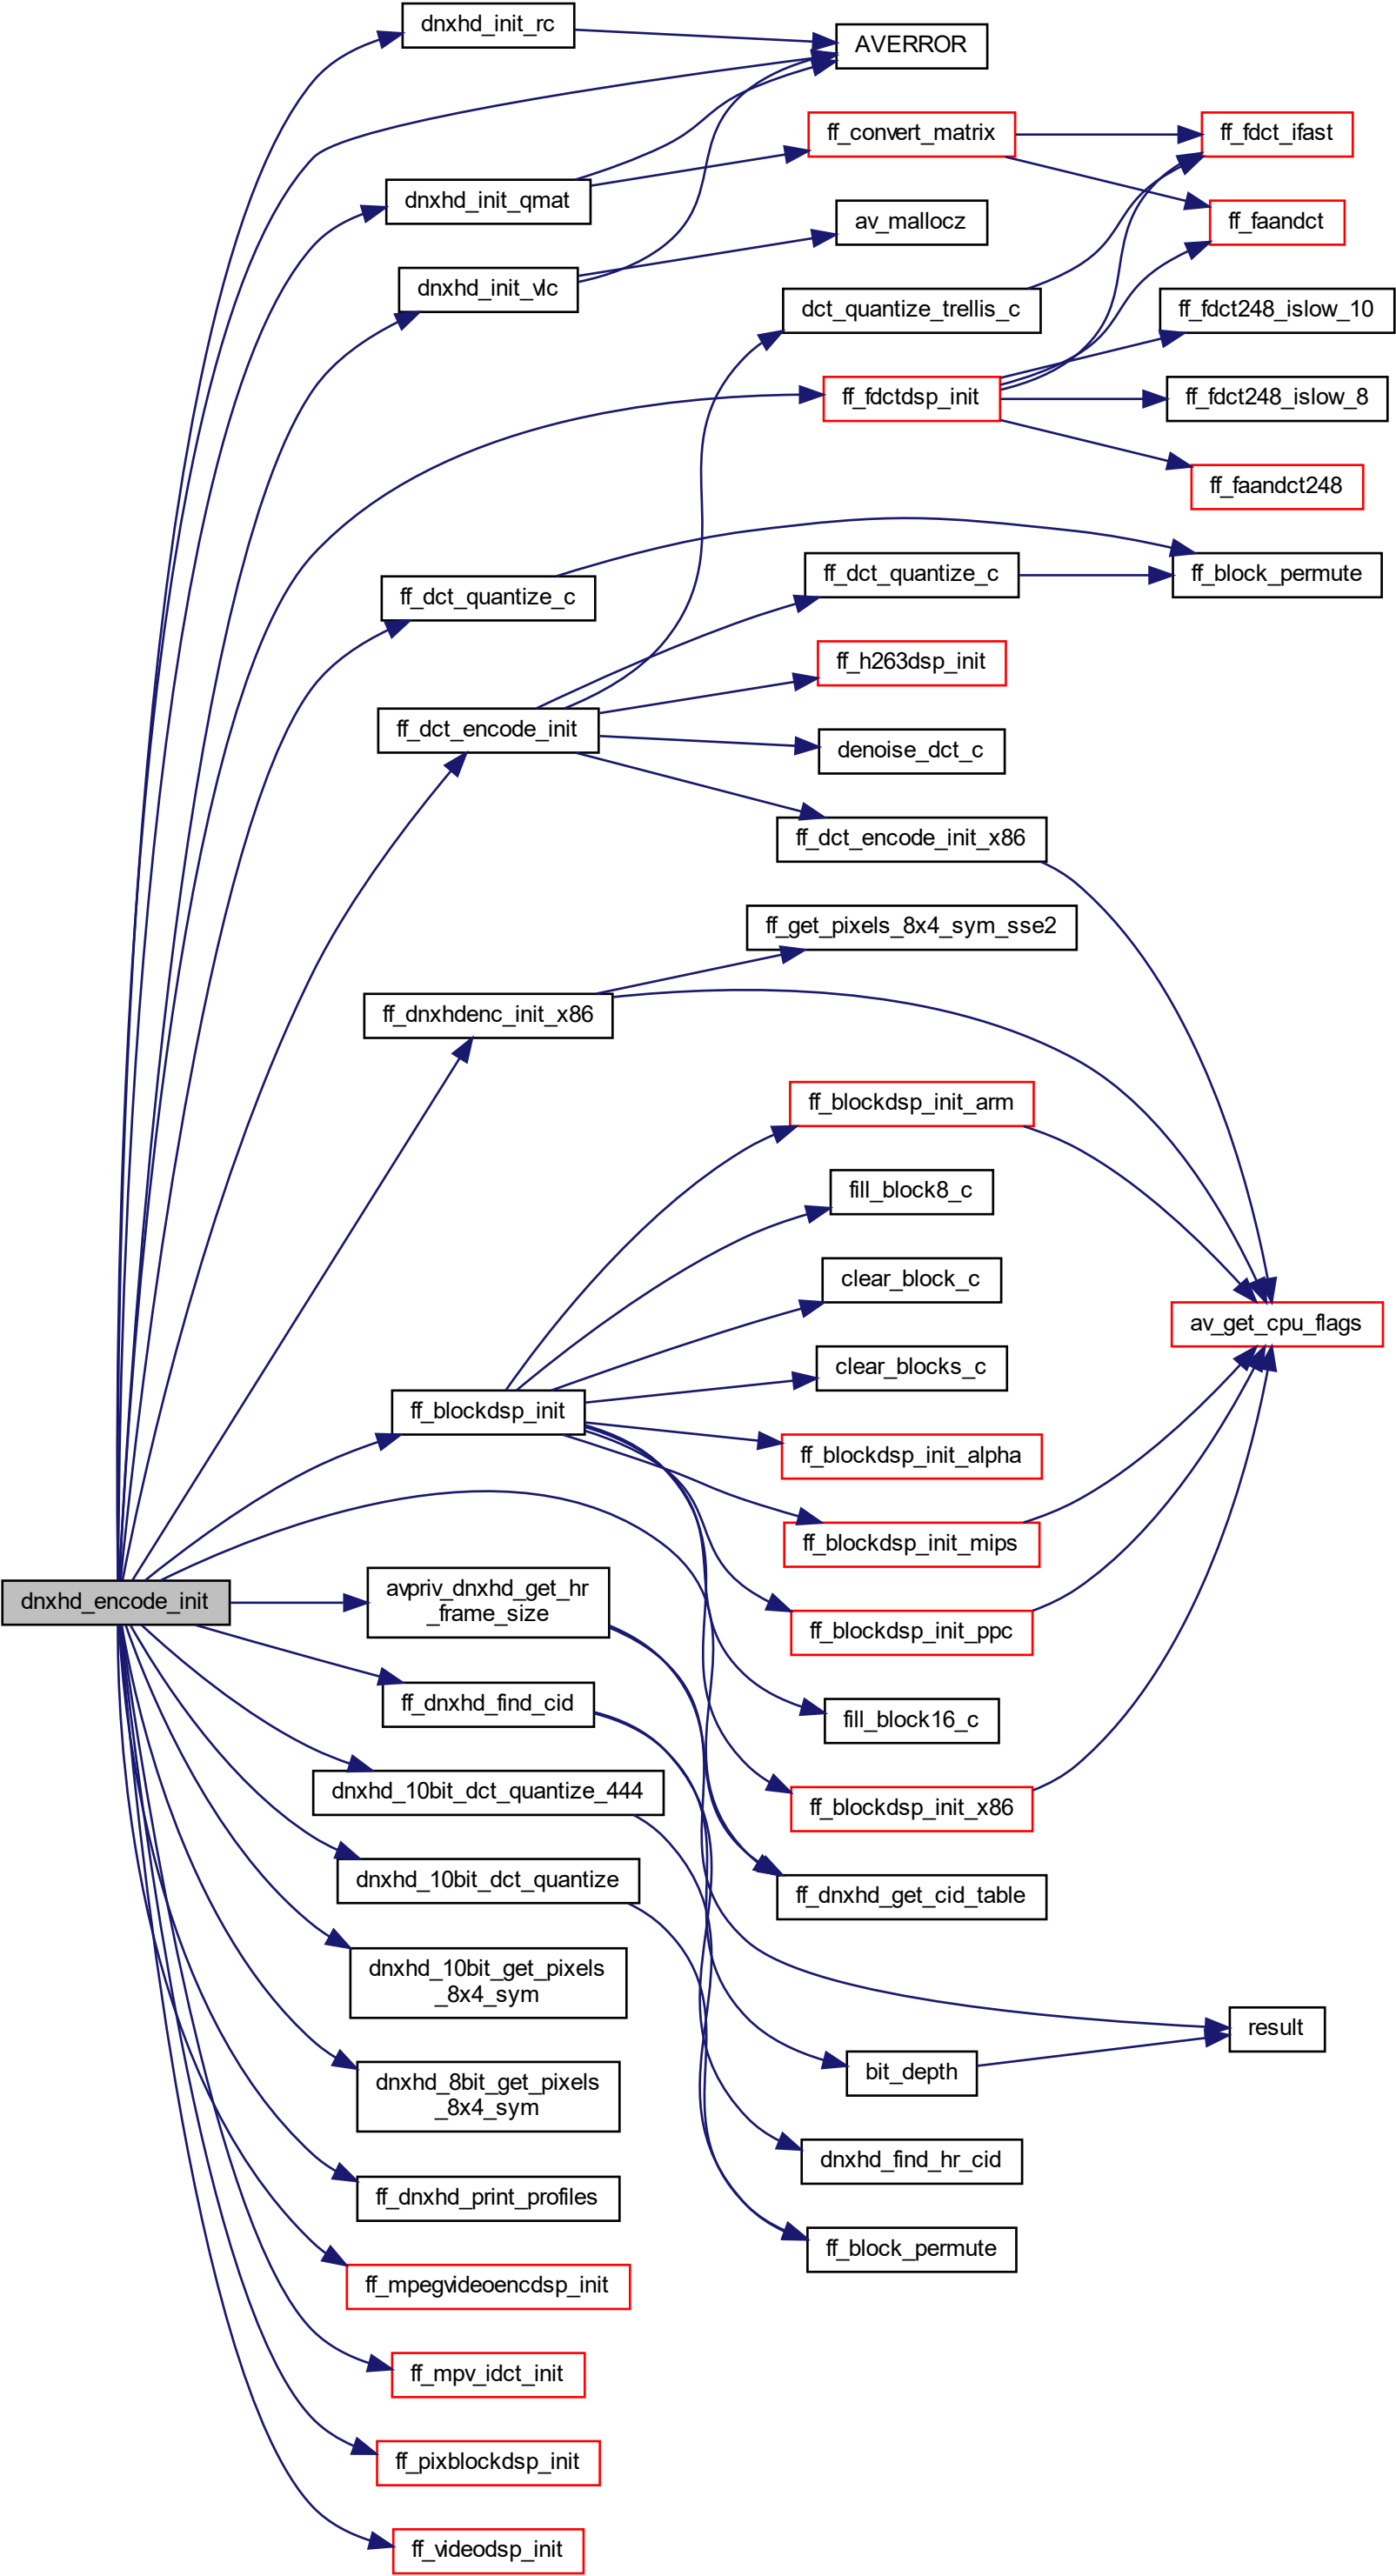 dnxhd_init_rc
AVERROR
ff_convert_matrix
ff_fdct_ifast
dnxhd_init_qmat
av_mallocz
ff_faandct
dnxhd_init_vlc
dct_quantize_trellis_c
ff_fdct248_islow_10
ff_fdctdsp_init
ff_fdct248_islow_8
ff_faandct248
ff_dct_quantize_c
ff_dct_quantize_c
ff_block_permute
ff_h263dsp_init
ff_dct_encode_init
denoise_dct_c
ff_dct_encode_init_x86
ff_get_pixels_8x4_sym_sse2
ff_dnxhdenc_init_x86
ff_blockdsp_init_arm
fill_block8_c
clear_block_c
av_get_cpu_flags
clear_blocks_c
ff_blockdsp_init
ff_blockdsp_init_alpha
ff_blockdsp_init_mips
dnxhd_encode_init
avpriv_dnxhd_get_hr
_frame_size
ff_blockdsp_init_ppc
ff_dnxhd_find_cid
fill_block16_c
dnxhd_10bit_dct_quantize_444
ff_blockdsp_init_x86
dnxhd_10bit_dct_quantize
ff_dnxhd_get_cid_table
dnxhd_10bit_get_pixels
_8x4_sym
result
bit_depth
dnxhd_8bit_get_pixels
_8x4_sym
dnxhd_find_hr_cid
ff_dnxhd_print_profiles
ff_block_permute
ff_mpegvideoencdsp_init
ff_mpv_idct_init
ff_pixblockdsp_init
ff_videodsp_init